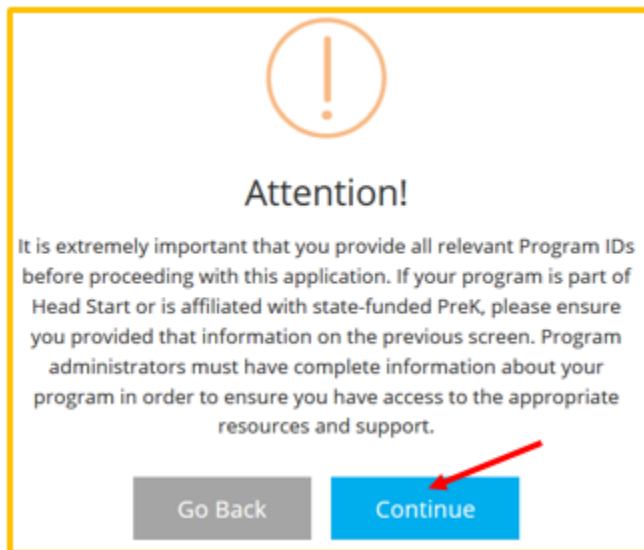 Attention!
It is extremely important that you provide all relevant Program IDs
before proceeding with this application. If your program is part of
Head Start or is affiliated with state-funded PreK, please ensure
you provided that information on the previous screen. Program
administrators must have complete information about your
program in order to ensure you have access to the appropriate
resources and support.
Go Back
Continue